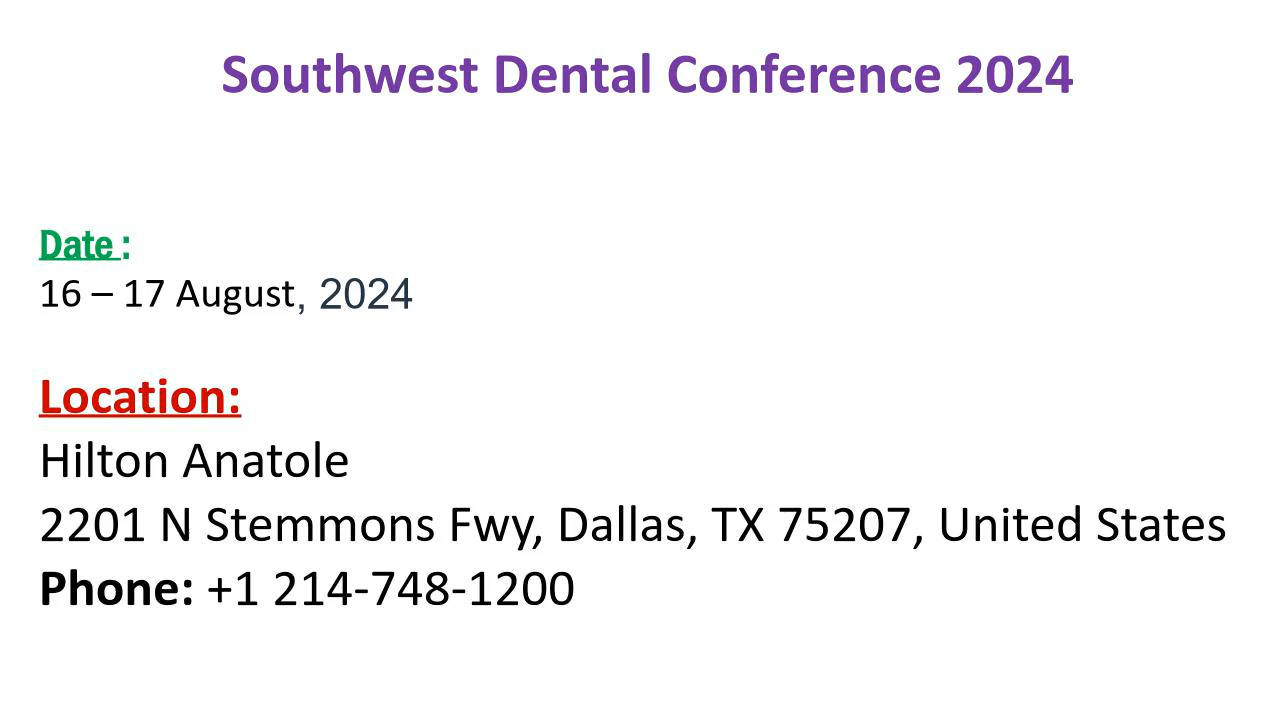 Southwest Dental Conference 2024
Date :
16 – 17 August, 2024
Location:
Hilton Anatole
2201 N Stemmons Fwy, Dallas, TX 75207, United States
Phone: +1 214-748-1200